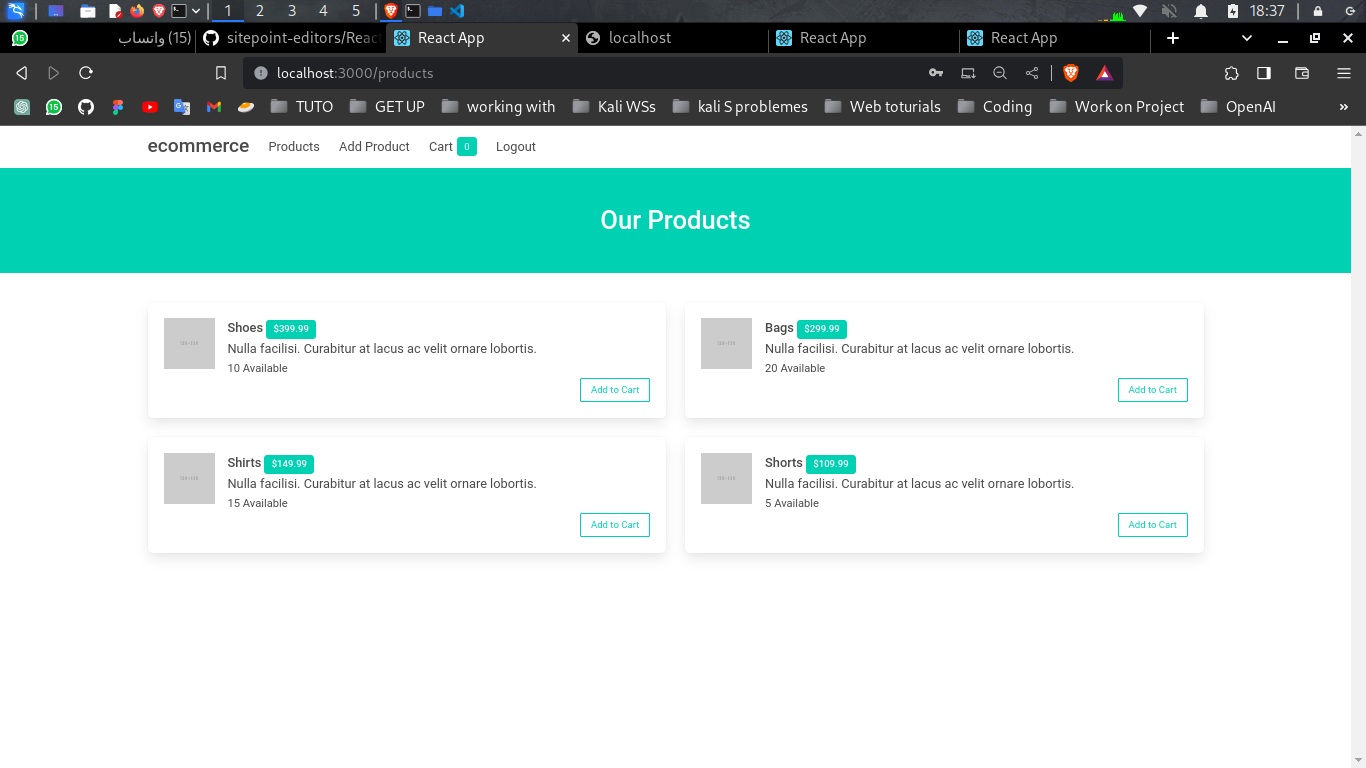 1 2 3 4 5 18:37
15 (15) واتساب sitepoint-editors/Reac React App localhost React App React App
localhost:3000/products
15 TUTO GET UP working with Kali WSs kali S problemes Web toturials Coding Work on Project OpenAI »
ecommerce Products Add Product Cart 0 Logout
Our Products
Shoes $399.99
Nulla facilisi. Curabitur at lacus ac velit ornare lobortis.
10 Available
Add to Cart
Bags $299.99
Nulla facilisi. Curabitur at lacus ac velit ornare lobortis.
20 Available
Add to Cart
Shirts $149.99
Nulla facilisi. Curabitur at lacus ac velit ornare lobortis.
15 Available
Add to Cart
Shorts $109.99
Nulla facilisi. Curabitur at lacus ac velit ornare lobortis.
5 Available
Add to Cart